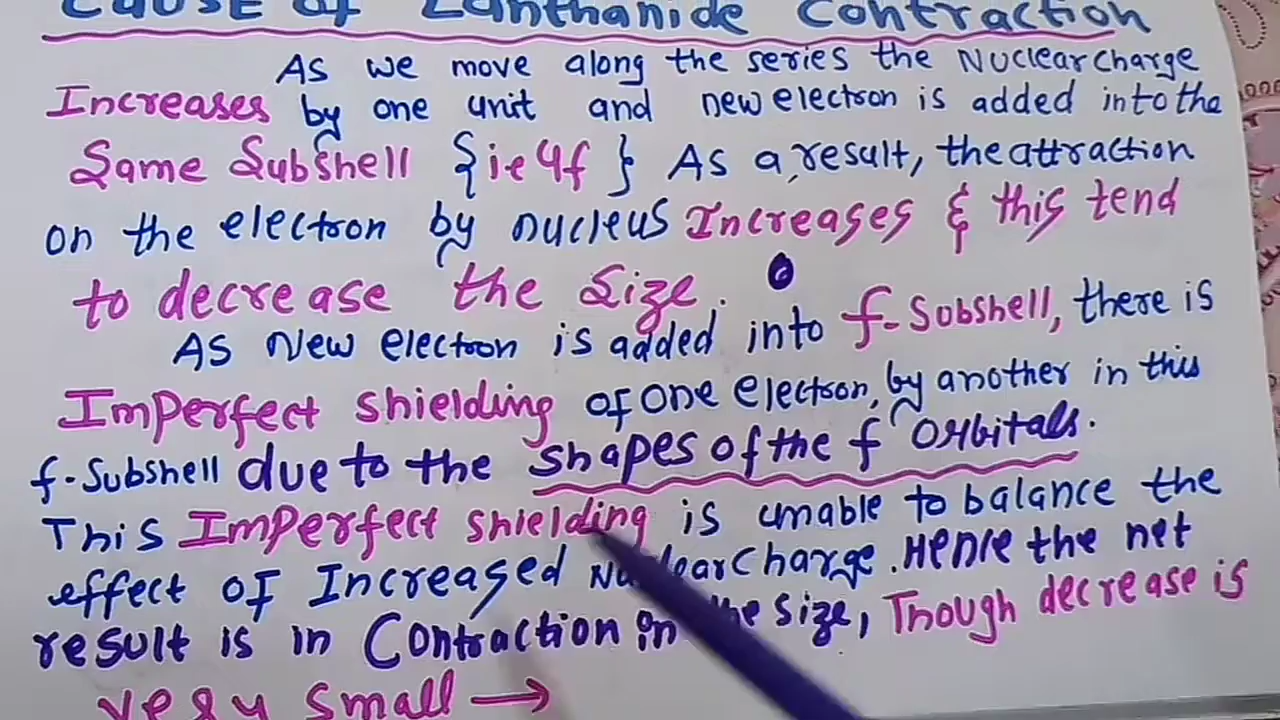 Cause of Lanthanide Contraction
As we move along the series the Nuclear charge
Increases by one unit and new electron is added into the
Same Subshell {i.e 4f} As a result, the attraction
on the electron by nucleus Increases & this tend
to decrease the Size.
As New electron is added into f-Subshell, there is
Imperfect shielding of one electron, by another in this
f-Subshell due to the shapes of the f orbitals.
This Imperfect shielding is unable to balance the
effect of Increased Nuclear charge. Hence the net
result is in Contraction in the size, Though decrease is
very small →